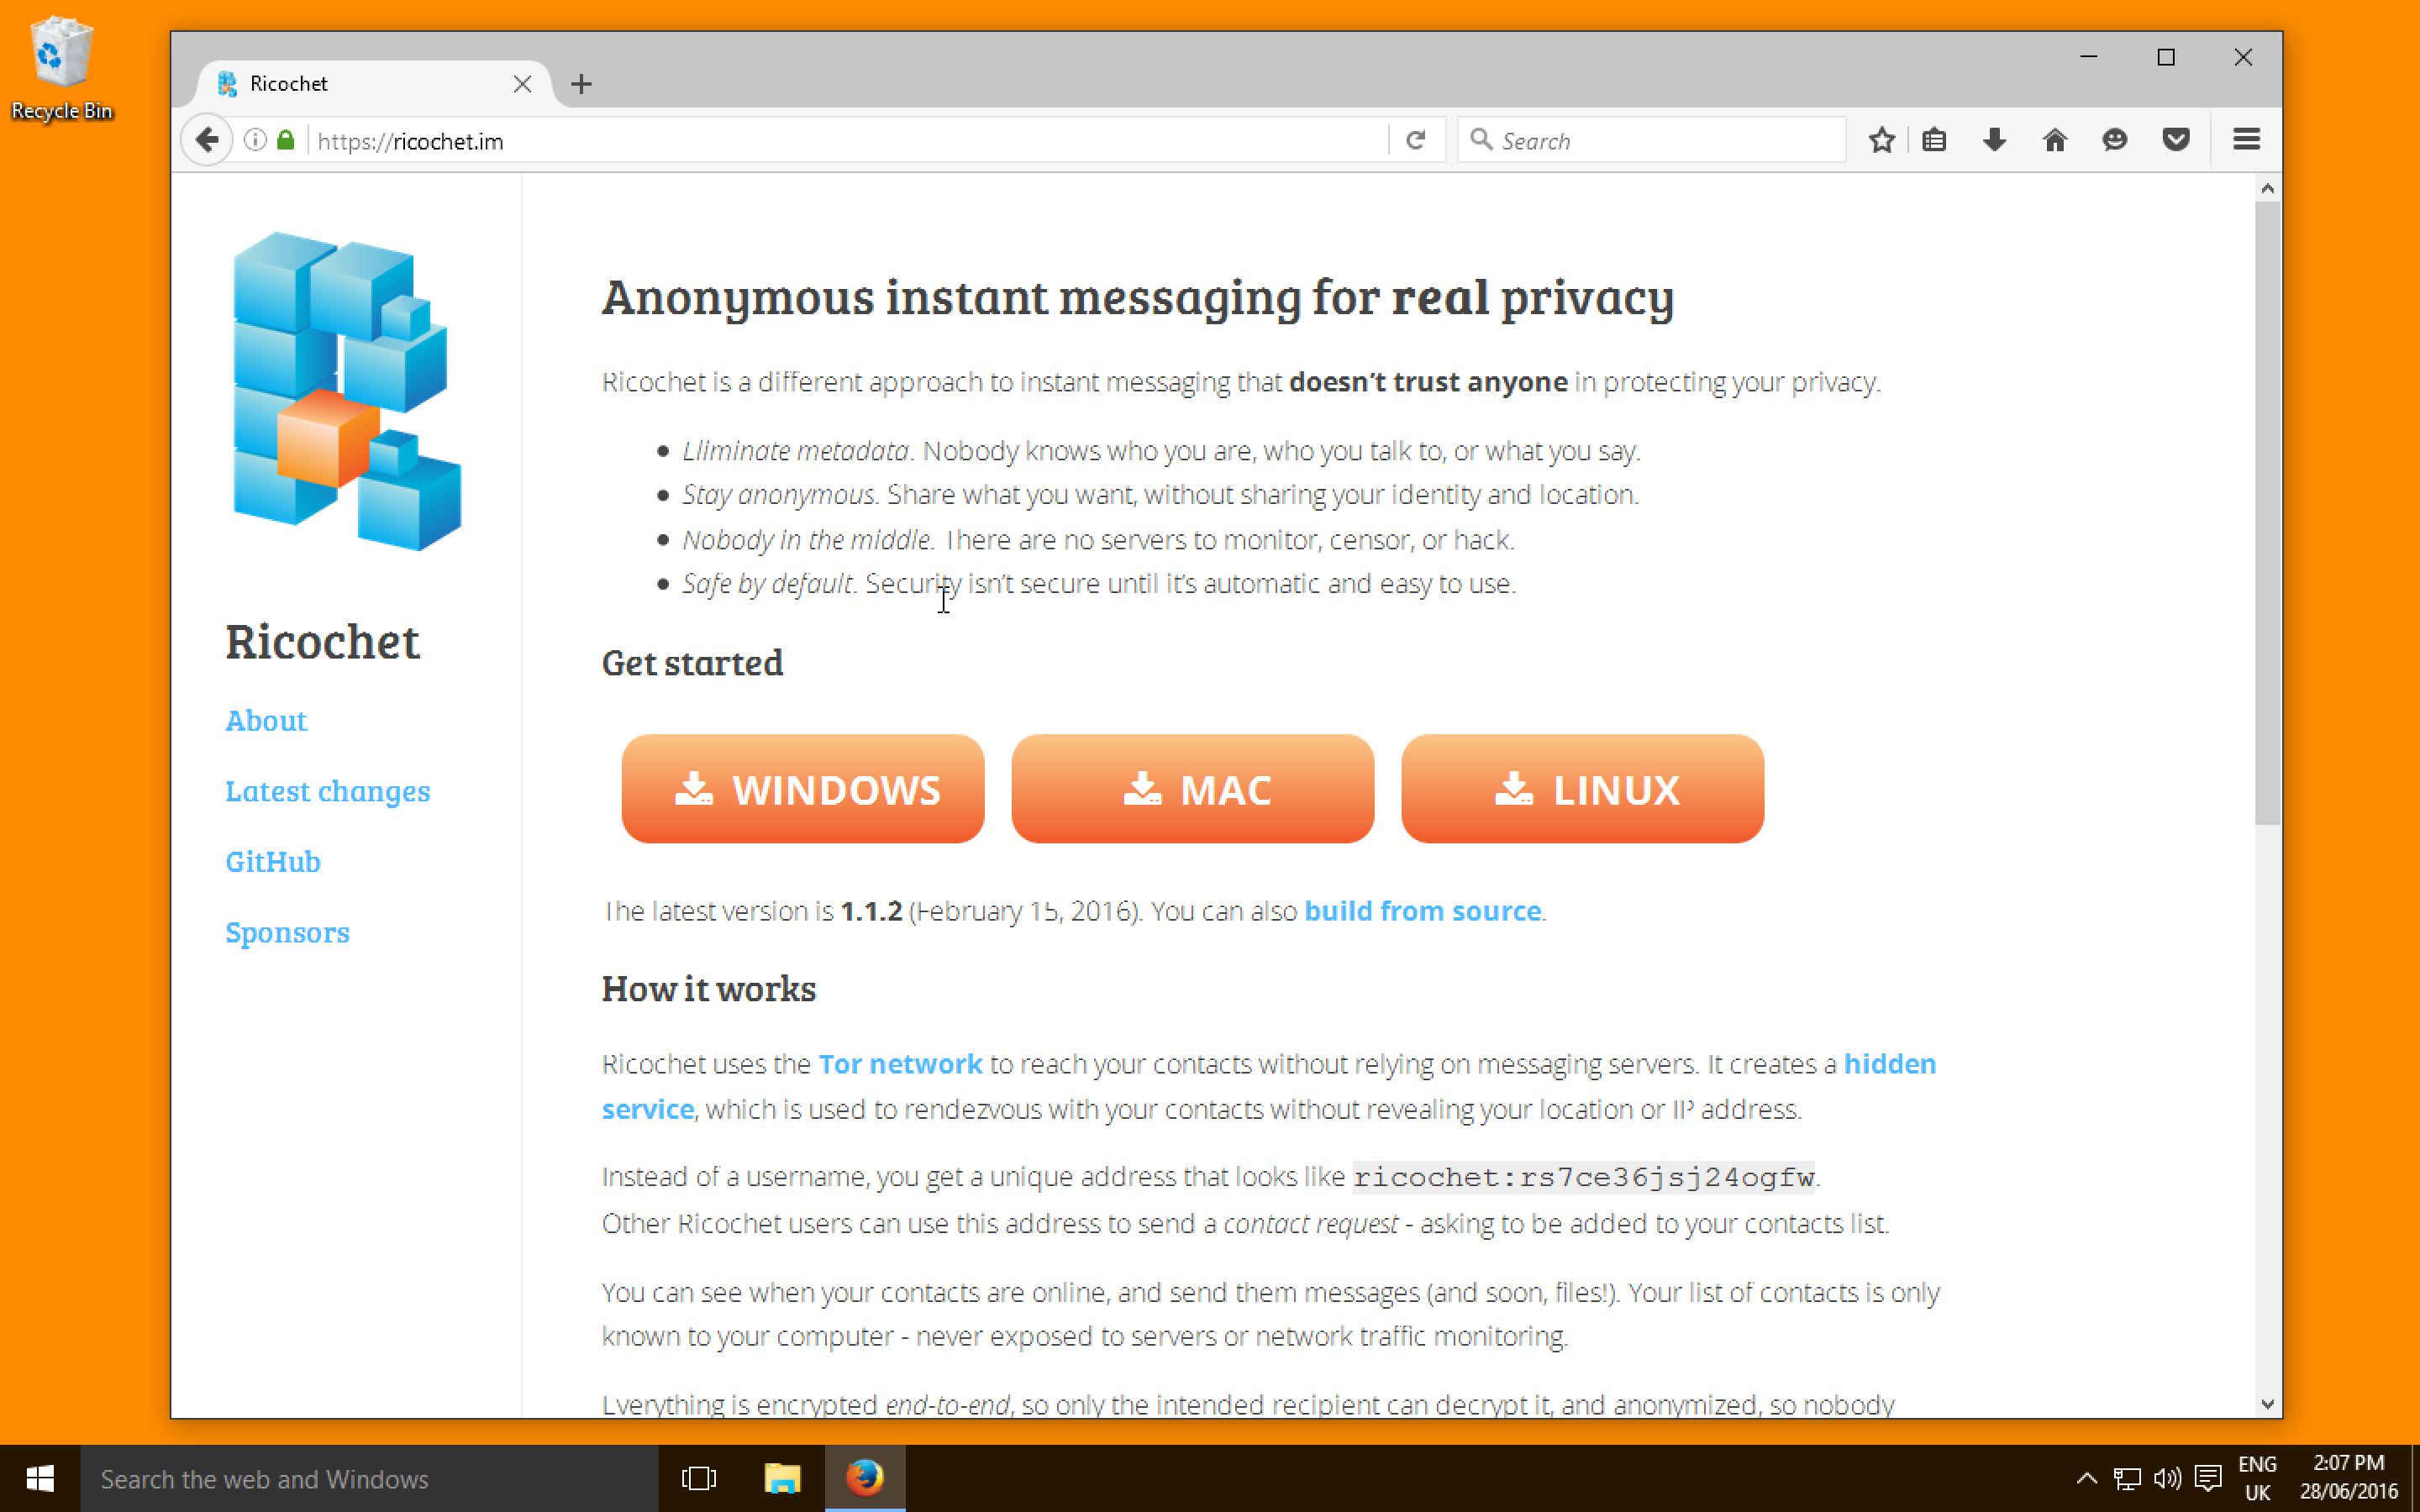 Recycle Bin
Ricochet
https://ricochet.im
Search
Ricochet
About
Latest changes
GitHub
Sponsors
Anonymous instant messaging for real privacy
Ricochet is a different approach to instant messaging that doesn't trust anyone in protecting your privacy.
• Eliminate metadata. Nobody knows who you are, who you talk to, or what you say.
• Stay anonymous. Share what you want, without sharing your identity and location.
• Nobody in the middle. There are no servers to monitor, censor, or hack.
• Safe by default. Security isn't secure until it's automatic and easy to use.
Get started
WINDOWS
MAC
LINUX
The latest version is 1.1.2 (February 15, 2016). You can also build from source.
How it works
Ricochet uses the Tor network to reach your contacts without relying on messaging servers. It creates a hidden
service, which is used to rendezvous with your contacts without revealing your location or IP address.
Instead of a username, you get a unique address that looks like ricochet:rs7ce36jsj24ogfw.
Other Ricochet users can use this address to send a contact request - asking to be added to your contacts list.
You can see when your contacts are online, and send them messages (and soon, files!). Your list of contacts is only
known to your computer - never exposed to servers or network traffic monitoring.
Everything is encrypted end-to-end, so only the intended recipient can decrypt it, and anonymized, so nobody
Search the web and Windows
ENG
UK
2:07 PM
28/06/2016